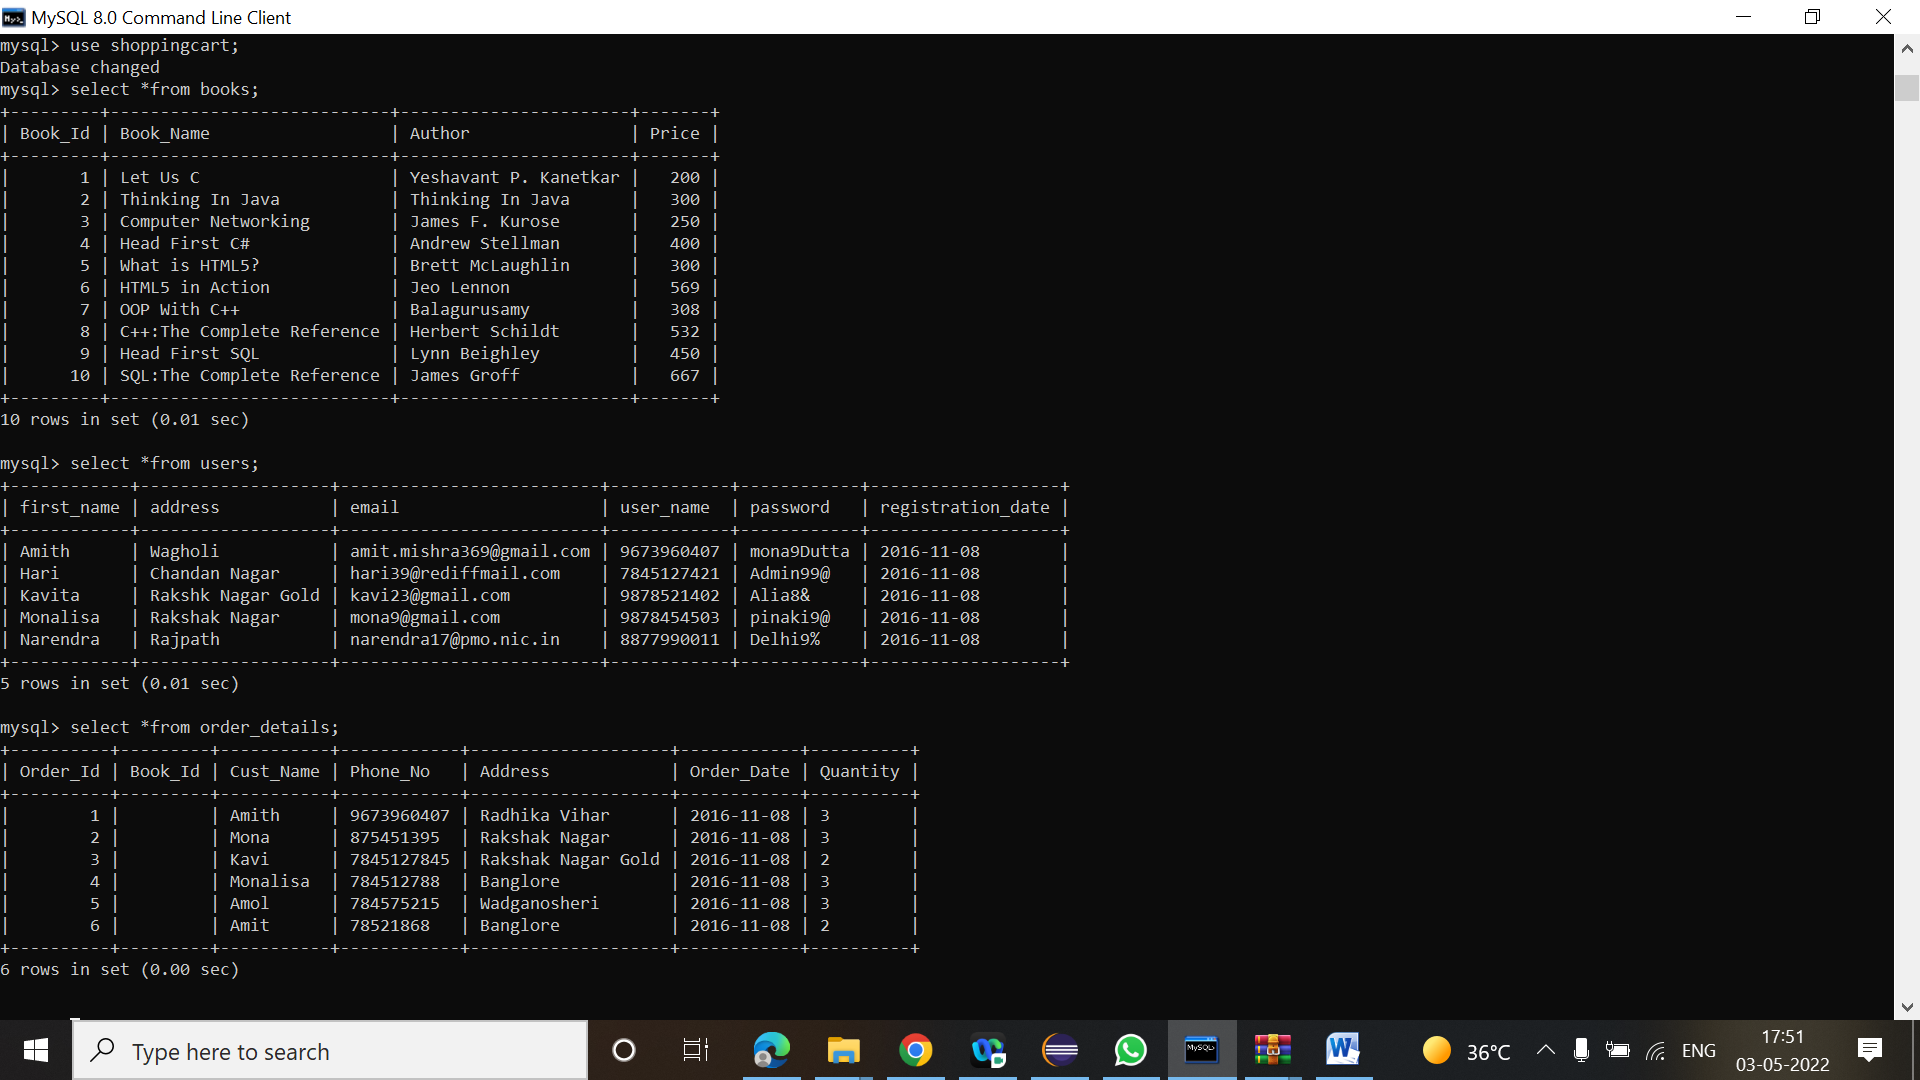 MySQL 8.0 Command Line Client
mysql> use shoppingcart;
Database changed
mysql> select *from books;
+---------+----------------------------+-----------------------+-------+
| Book_Id | Book_Name                  | Author                | Price |
+---------+----------------------------+-----------------------+-------+
|       1 | Let Us C                   | Yeshavant P. Kanetkar |   200 |
|       2 | Thinking In Java           | Thinking In Java      |   300 |
|       3 | Computer Networking        | James F. Kurose       |   250 |
|       4 | Head First C#              | Andrew Stellman       |   400 |
|       5 | What is HTML5?             | Brett McLaughlin      |   300 |
|       6 | HTML5 in Action            | Jeo Lennon            |   569 |
|       7 | OOP With C++               | Balagurusamy          |   308 |
|       8 | C++:The Complete Reference | Herbert Schildt       |   532 |
|       9 | Head First SQL             | Lynn Beighley         |   450 |
|      10 | SQL:The Complete Reference | James Groff           |   667 |
+---------+----------------------------+-----------------------+-------+
10 rows in set (0.01 sec)
mysql> select *from users;
+------------+-------------------+--------------------------+------------+------------+-------------------+
| first_name | address           | email                    | user_name  | password   | registration_date |
+------------+-------------------+--------------------------+------------+------------+-------------------+
| Amith      | Wagholi           | amit.mishra369@gmail.com | 9673960407 | mona9Dutta | 2016-11-08        |
| Hari       | Chandan Nagar     | hari39@rediffmail.com    | 7845127421 | Admin99@   | 2016-11-08        |
| Kavita     | Rakshk Nagar Gold | kavi23@gmail.com         | 9878521402 | Alia8&     | 2016-11-08        |
| Monalisa   | Rakshak Nagar     | mona9@gmail.com          | 9878454503 | pinaki9@   | 2016-11-08        |
| Narendra   | Rajpath           | narendra17@pmo.nic.in    | 8877990011 | Delhi9%    | 2016-11-08        |
+------------+-------------------+--------------------------+------------+------------+-------------------+
5 rows in set (0.01 sec)
mysql> select *from order_details;
+----------+---------+-----------+------------+--------------------+------------+----------+
| Order_Id | Book_Id | Cust_Name | Phone_No   | Address            | Order_Date | Quantity |
+----------+---------+-----------+------------+--------------------+------------+----------+
|        1 |         | Amith     | 9673960407 | Radhika Vihar      | 2016-11-08 | 3        |
|        2 |         | Mona      | 875451395  | Rakshak Nagar      | 2016-11-08 | 3        |
|        3 |         | Kavi      | 7845127845 | Rakshak Nagar Gold | 2016-11-08 | 2        |
|        4 |         | Monalisa  | 784512788  | Banglore           | 2016-11-08 | 3        |
|        5 |         | Amol      | 784575215  | Wadganosheri       | 2016-11-08 | 3        |
|        6 |         | Amit      | 78521868   | Banglore           | 2016-11-08 | 2        |
+----------+---------+-----------+------------+--------------------+------------+----------+
6 rows in set (0.00 sec)
Type here to search
MySQL>
36°C
ENG
17:51
03-05-2022